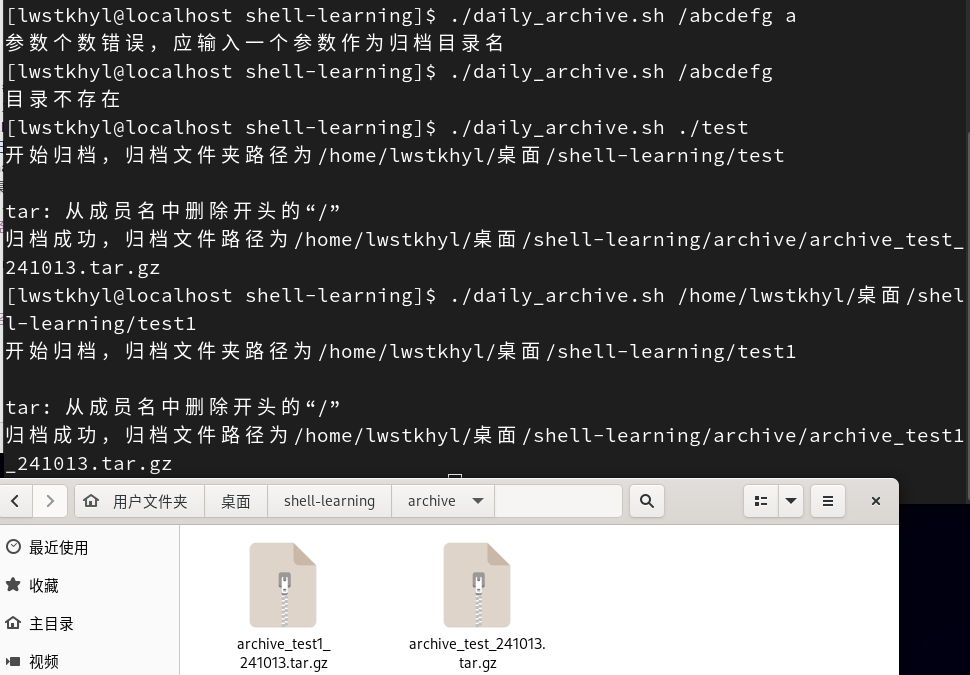 [lwstkhyl@localhost shell-learning]$ ./daily_archive.sh /abcdefg a
参数个数错误，应输入一个参数作为归档目录名
[lwstkhyl@localhost shell-learning]$ ./daily_archive.sh /abcdefg
目录不存在
[lwstkhyl@localhost shell-learning]$ ./daily_archive.sh ./test
开始归档，归档文件夹路径为/home/lwstkhyl/桌面/shell-learning/test
tar: 从成员名中删除开头的“/”
归档成功，归档文件路径为/home/lwstkhyl/桌面/shell-learning/archive/archive_test_
241013.tar.gz
[lwstkhyl@localhost shell-learning]$ ./daily_archive.sh /home/lwstkhyl/桌面/shel
l-learning/test1
开始归档，归档文件夹路径为/home/lwstkhyl/桌面/shell-learning/test1
tar: 从成员名中删除开头的“/”
归档成功，归档文件路径为/home/lwstkhyl/桌面/shell-learning/archive/archive_test1
_241013.tar.gz
用户文件夹 桌面 shell-learning archive
最近使用
收藏
主目录
视频
archive_test1_
241013.tar.gz
archive_test_241013.
tar.gz